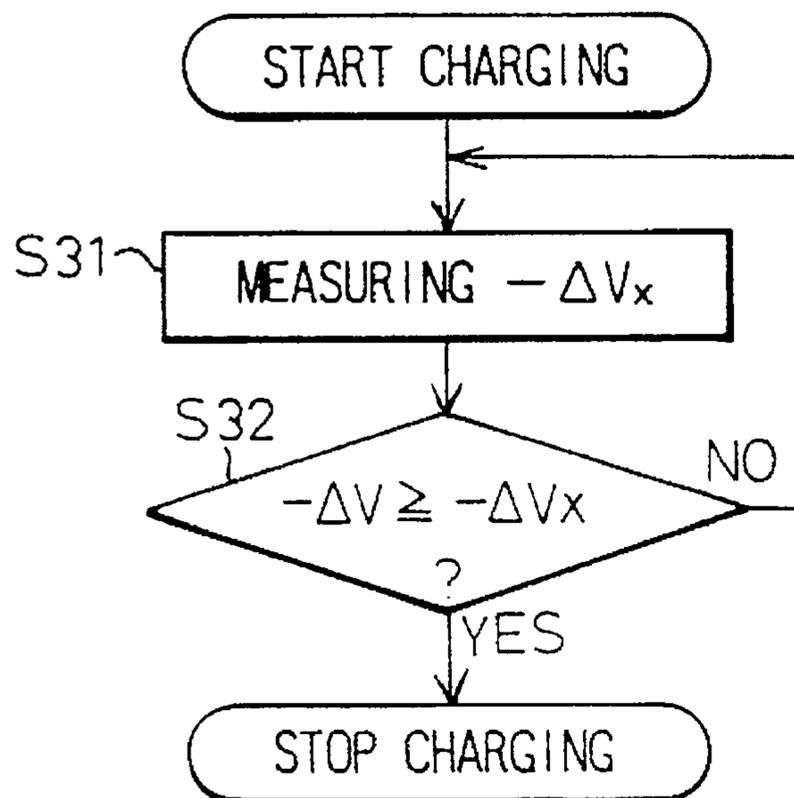 START CHARGING
S31
MEASURING −ΔVx
S32
−ΔV ≧ −ΔVx
?
NO
YES
STOP CHARGING